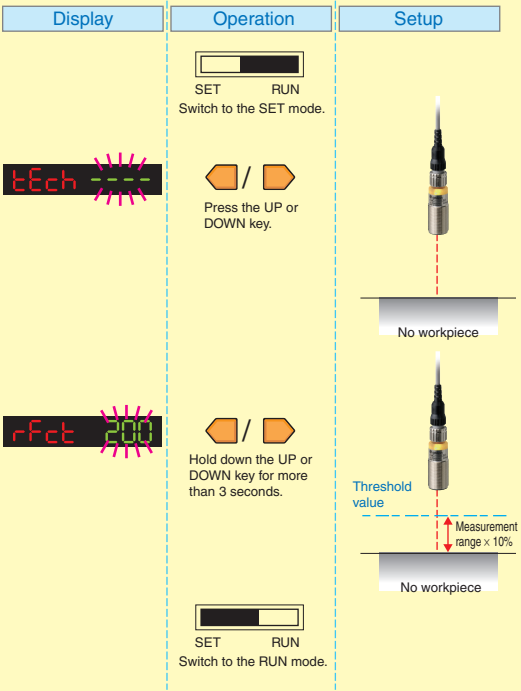 Display
Operation
Setup
SET RUN
Switch to the SET mode.
tEch ----
/
Press the UP or
DOWN key.
No workpiece
rFct 200
/
Hold down the UP or
DOWN key for more
than 3 seconds.
Threshold
value
Measurement
range × 10%
No workpiece
SET RUN
Switch to the RUN mode.